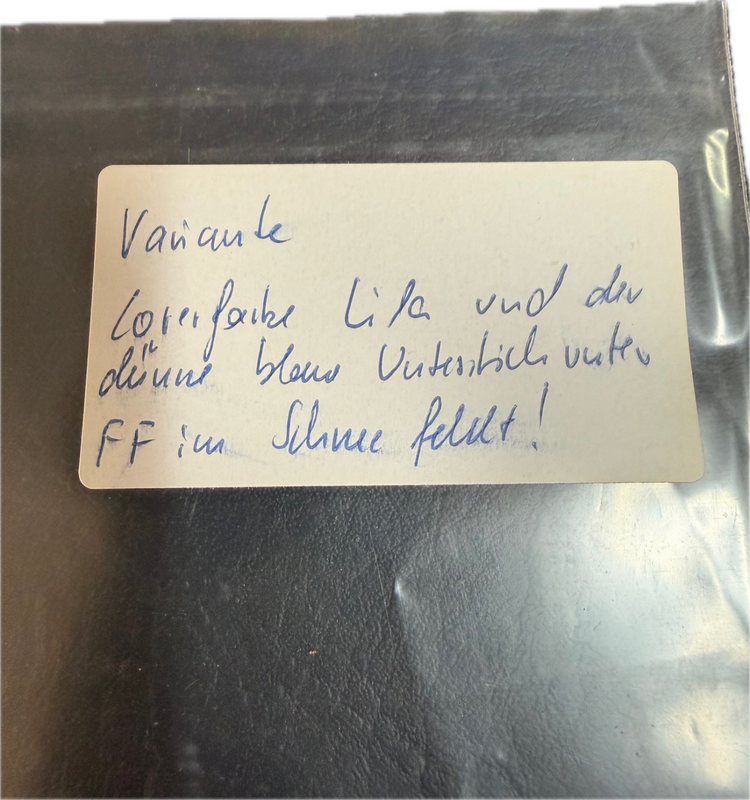 Variante
Coverfarbe Lila und der
dünne blaue Unterstrich unter
FF im Schnee fehlt!